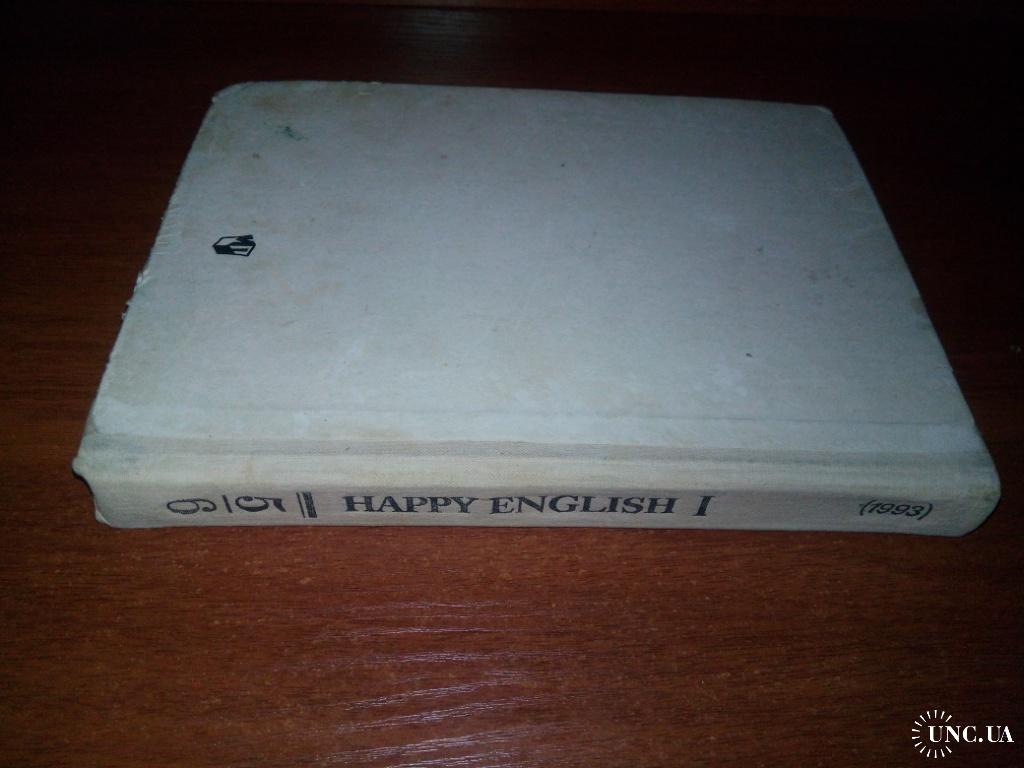 5/6 HAPPY ENGLISH I (1993)
UNC.UA